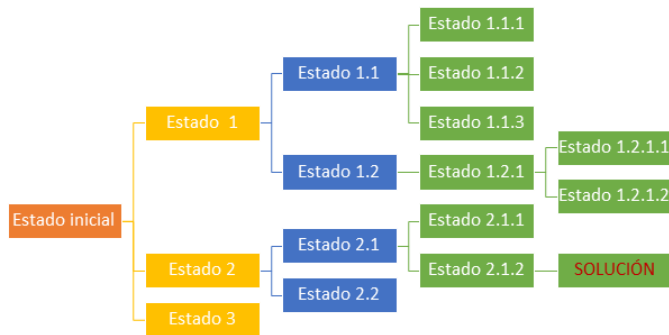 Estado 1.1.1
Estado 1.1
Estado 1.1.2
Estado 1.1.3
Estado 1
Estado 1.2.1.1
Estado 1.2
Estado 1.2.1
Estado 1.2.1.2
Estado inicial
Estado 2.1.1
Estado 2.1
Estado 2
Estado 2.1.2
SOLUCIÓN
Estado 2.2
Estado 3